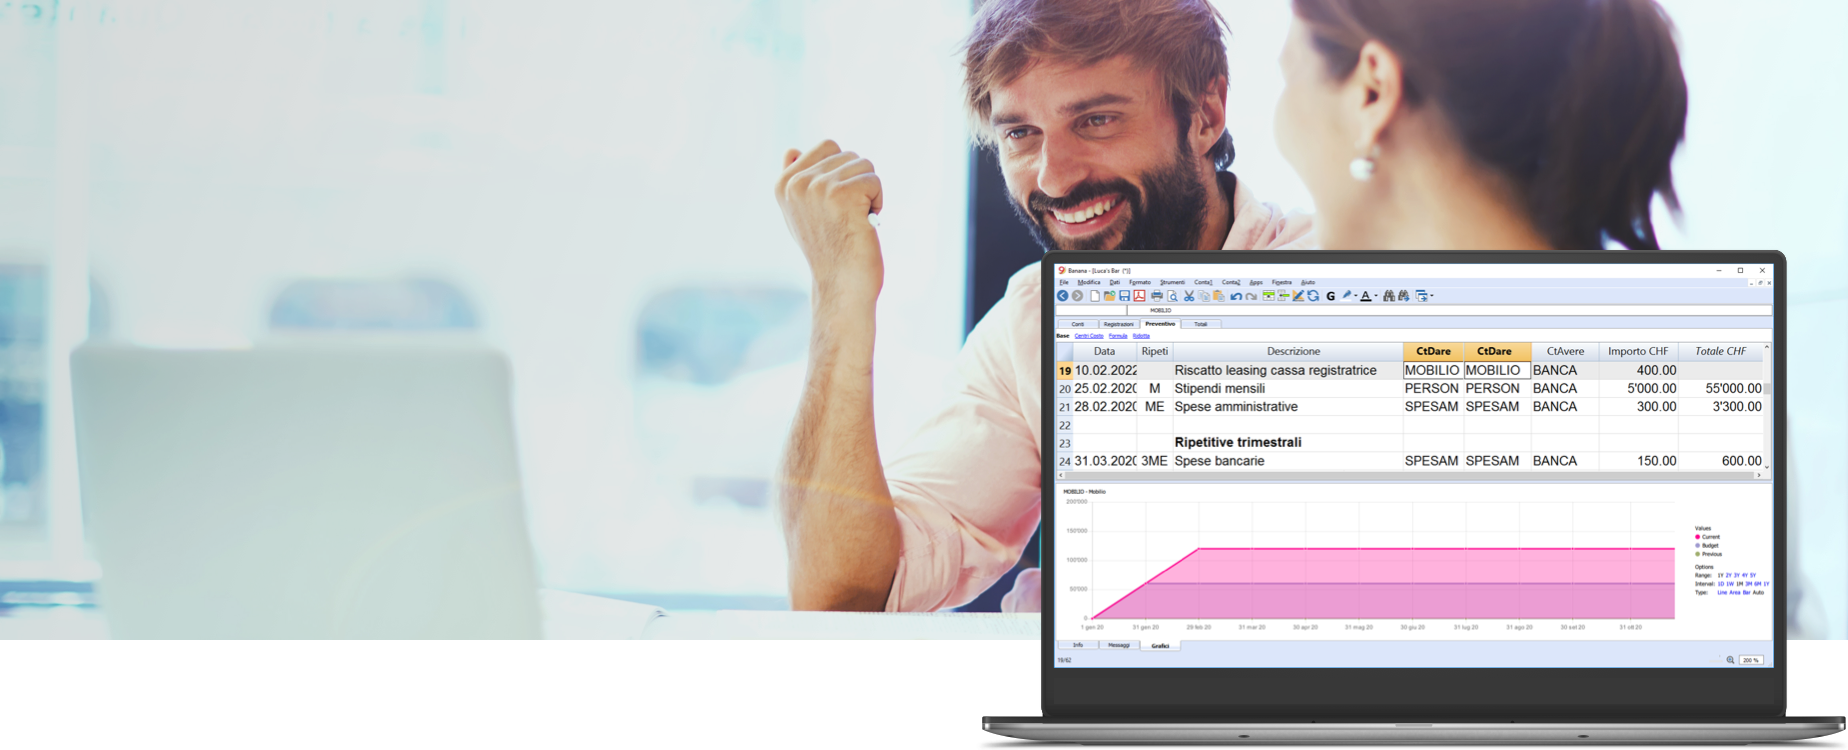 Banana - [Luca's Bar (*)]
File Modifica Dati Formato Strumenti Conta1 Conta2 Apps Finestra Aiuto
G A
MOBILIO
Conti Registrazioni Preventivo Totali
Base Centri Costo Formula Ridotta
Data Ripeti Descrizione CtDare CtDare CtAvere Importo CHF Totale CHF
19 10.02.2022 Riscatto leasing cassa registratrice MOBILIO MOBILIO BANCA 400.00
20 25.02.2020 M Stipendi mensili PERSON PERSON BANCA 5'000.00 55'000.00
21 28.02.2020 ME Spese amministrative SPESAM SPESAM BANCA 300.00 3'300.00
22
23 Ripetitive trimestrali
24 31.03.2020 3ME Spese bancarie SPESAM SPESAM BANCA 150.00 600.00
MOBILIO - Mobilio
200'000
150'000
100'000
50'000
0
1 gen 20 31 gen 20 29 feb 20 31 mar 20 30 apr 20 31 mag 20 30 giu 20 31 lug 20 31 ago 20 30 set 20 31 ott 20
Values
Current
Budget
Previous
Options
Range: 1Y 2Y 3Y 4Y 5Y
Interval: 1D 1W 1M 3M 6M 1Y
Type: Line Area Bar Auto
Info Messaggi Grafici
19/62
200 %